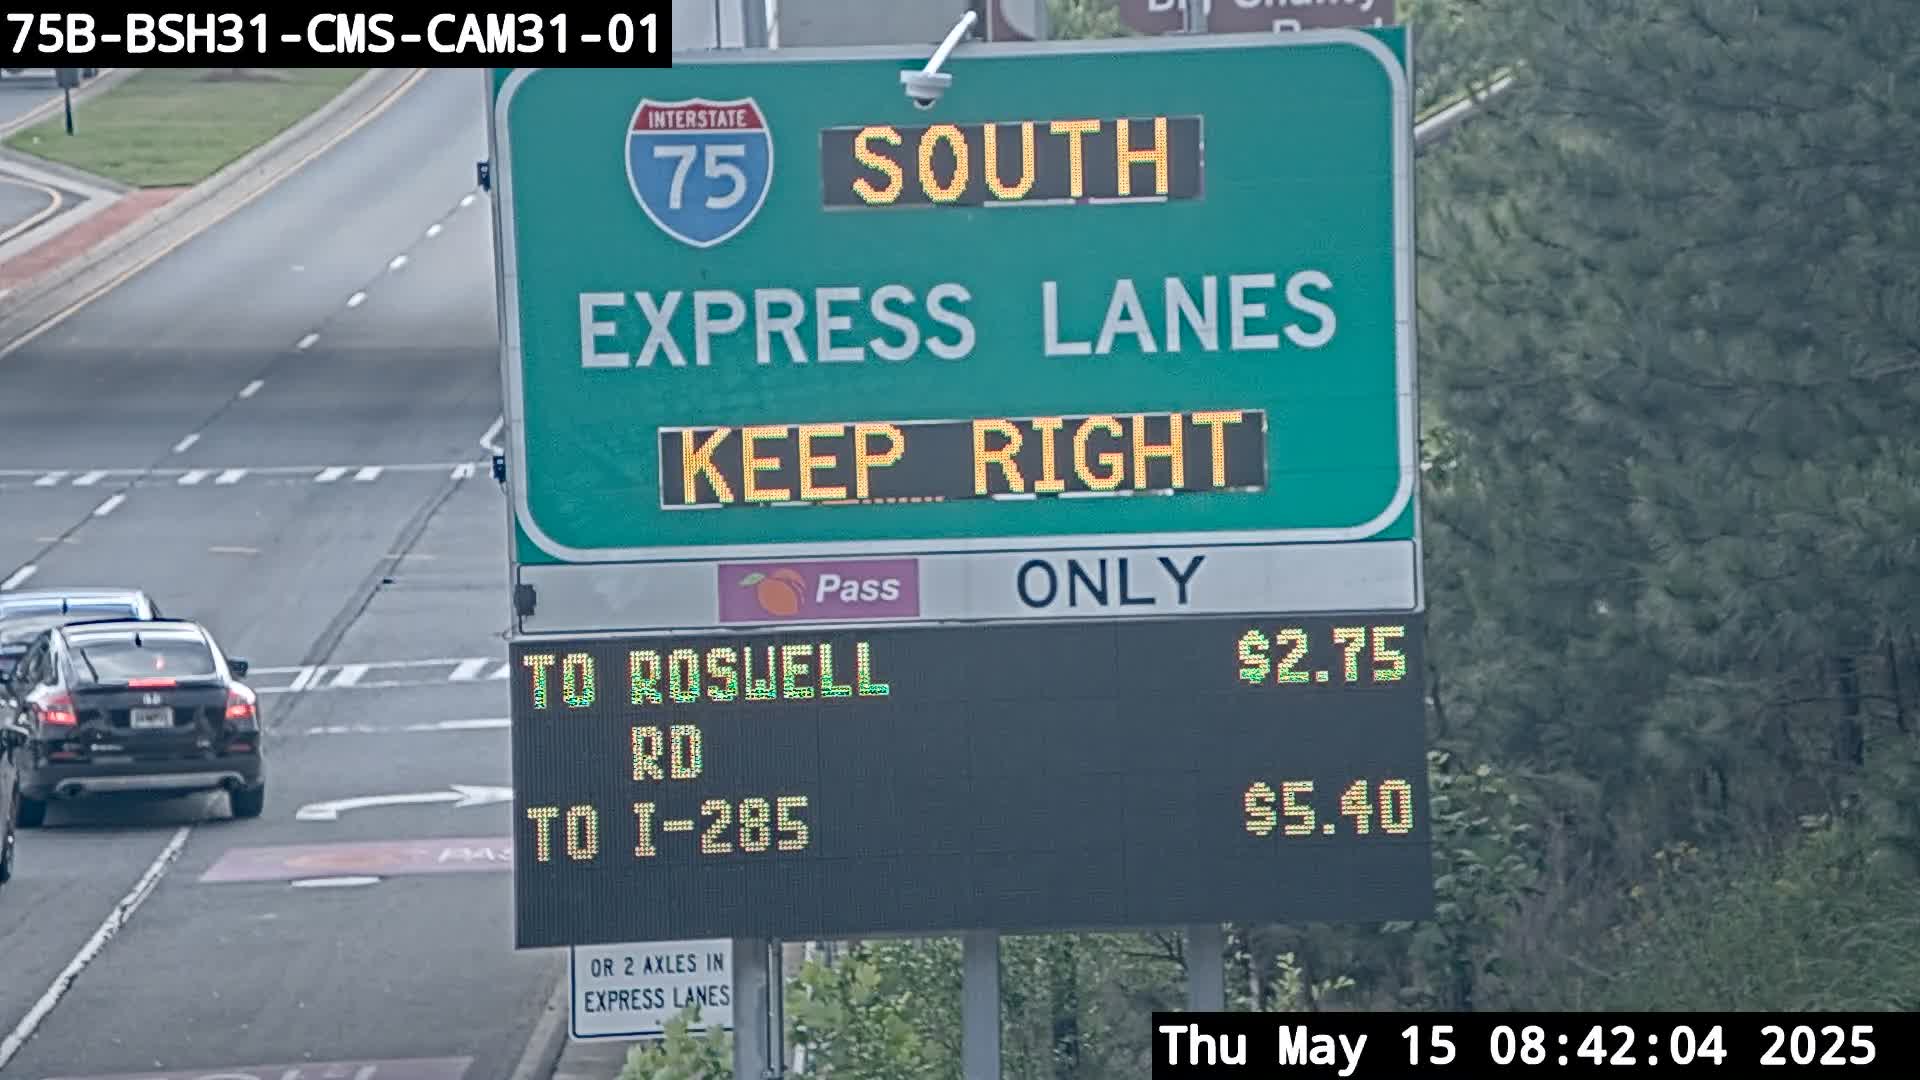 75B-BSH31-CMS-CAM31-01
INTERSTATE
75
SOUTH
EXPRESS LANES
KEEP RIGHT
Pass ONLY
TO ROSWELL $2.75
RD
TO I-285 $5.40
OR 2 AXLES IN
EXPRESS LANES
Thu May 15 08:42:04 2025